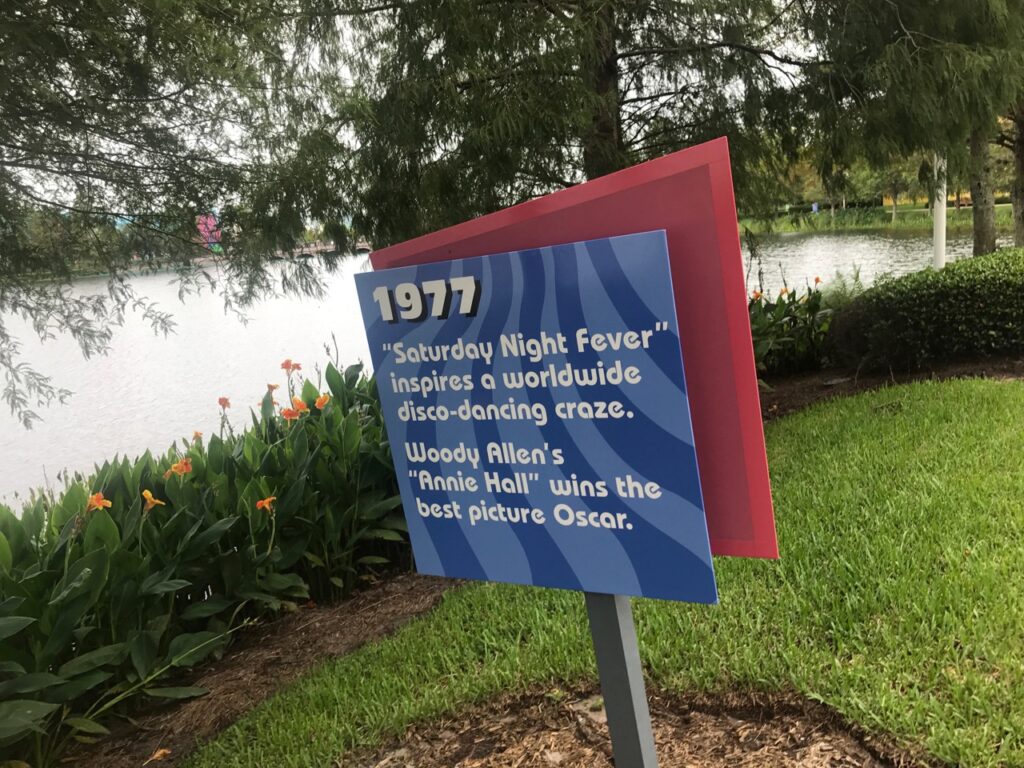 1977
"Saturday Night Fever"
inspires a worldwide
disco-dancing craze.
Woody Allen's
"Annie Hall" wins the
best picture Oscar.